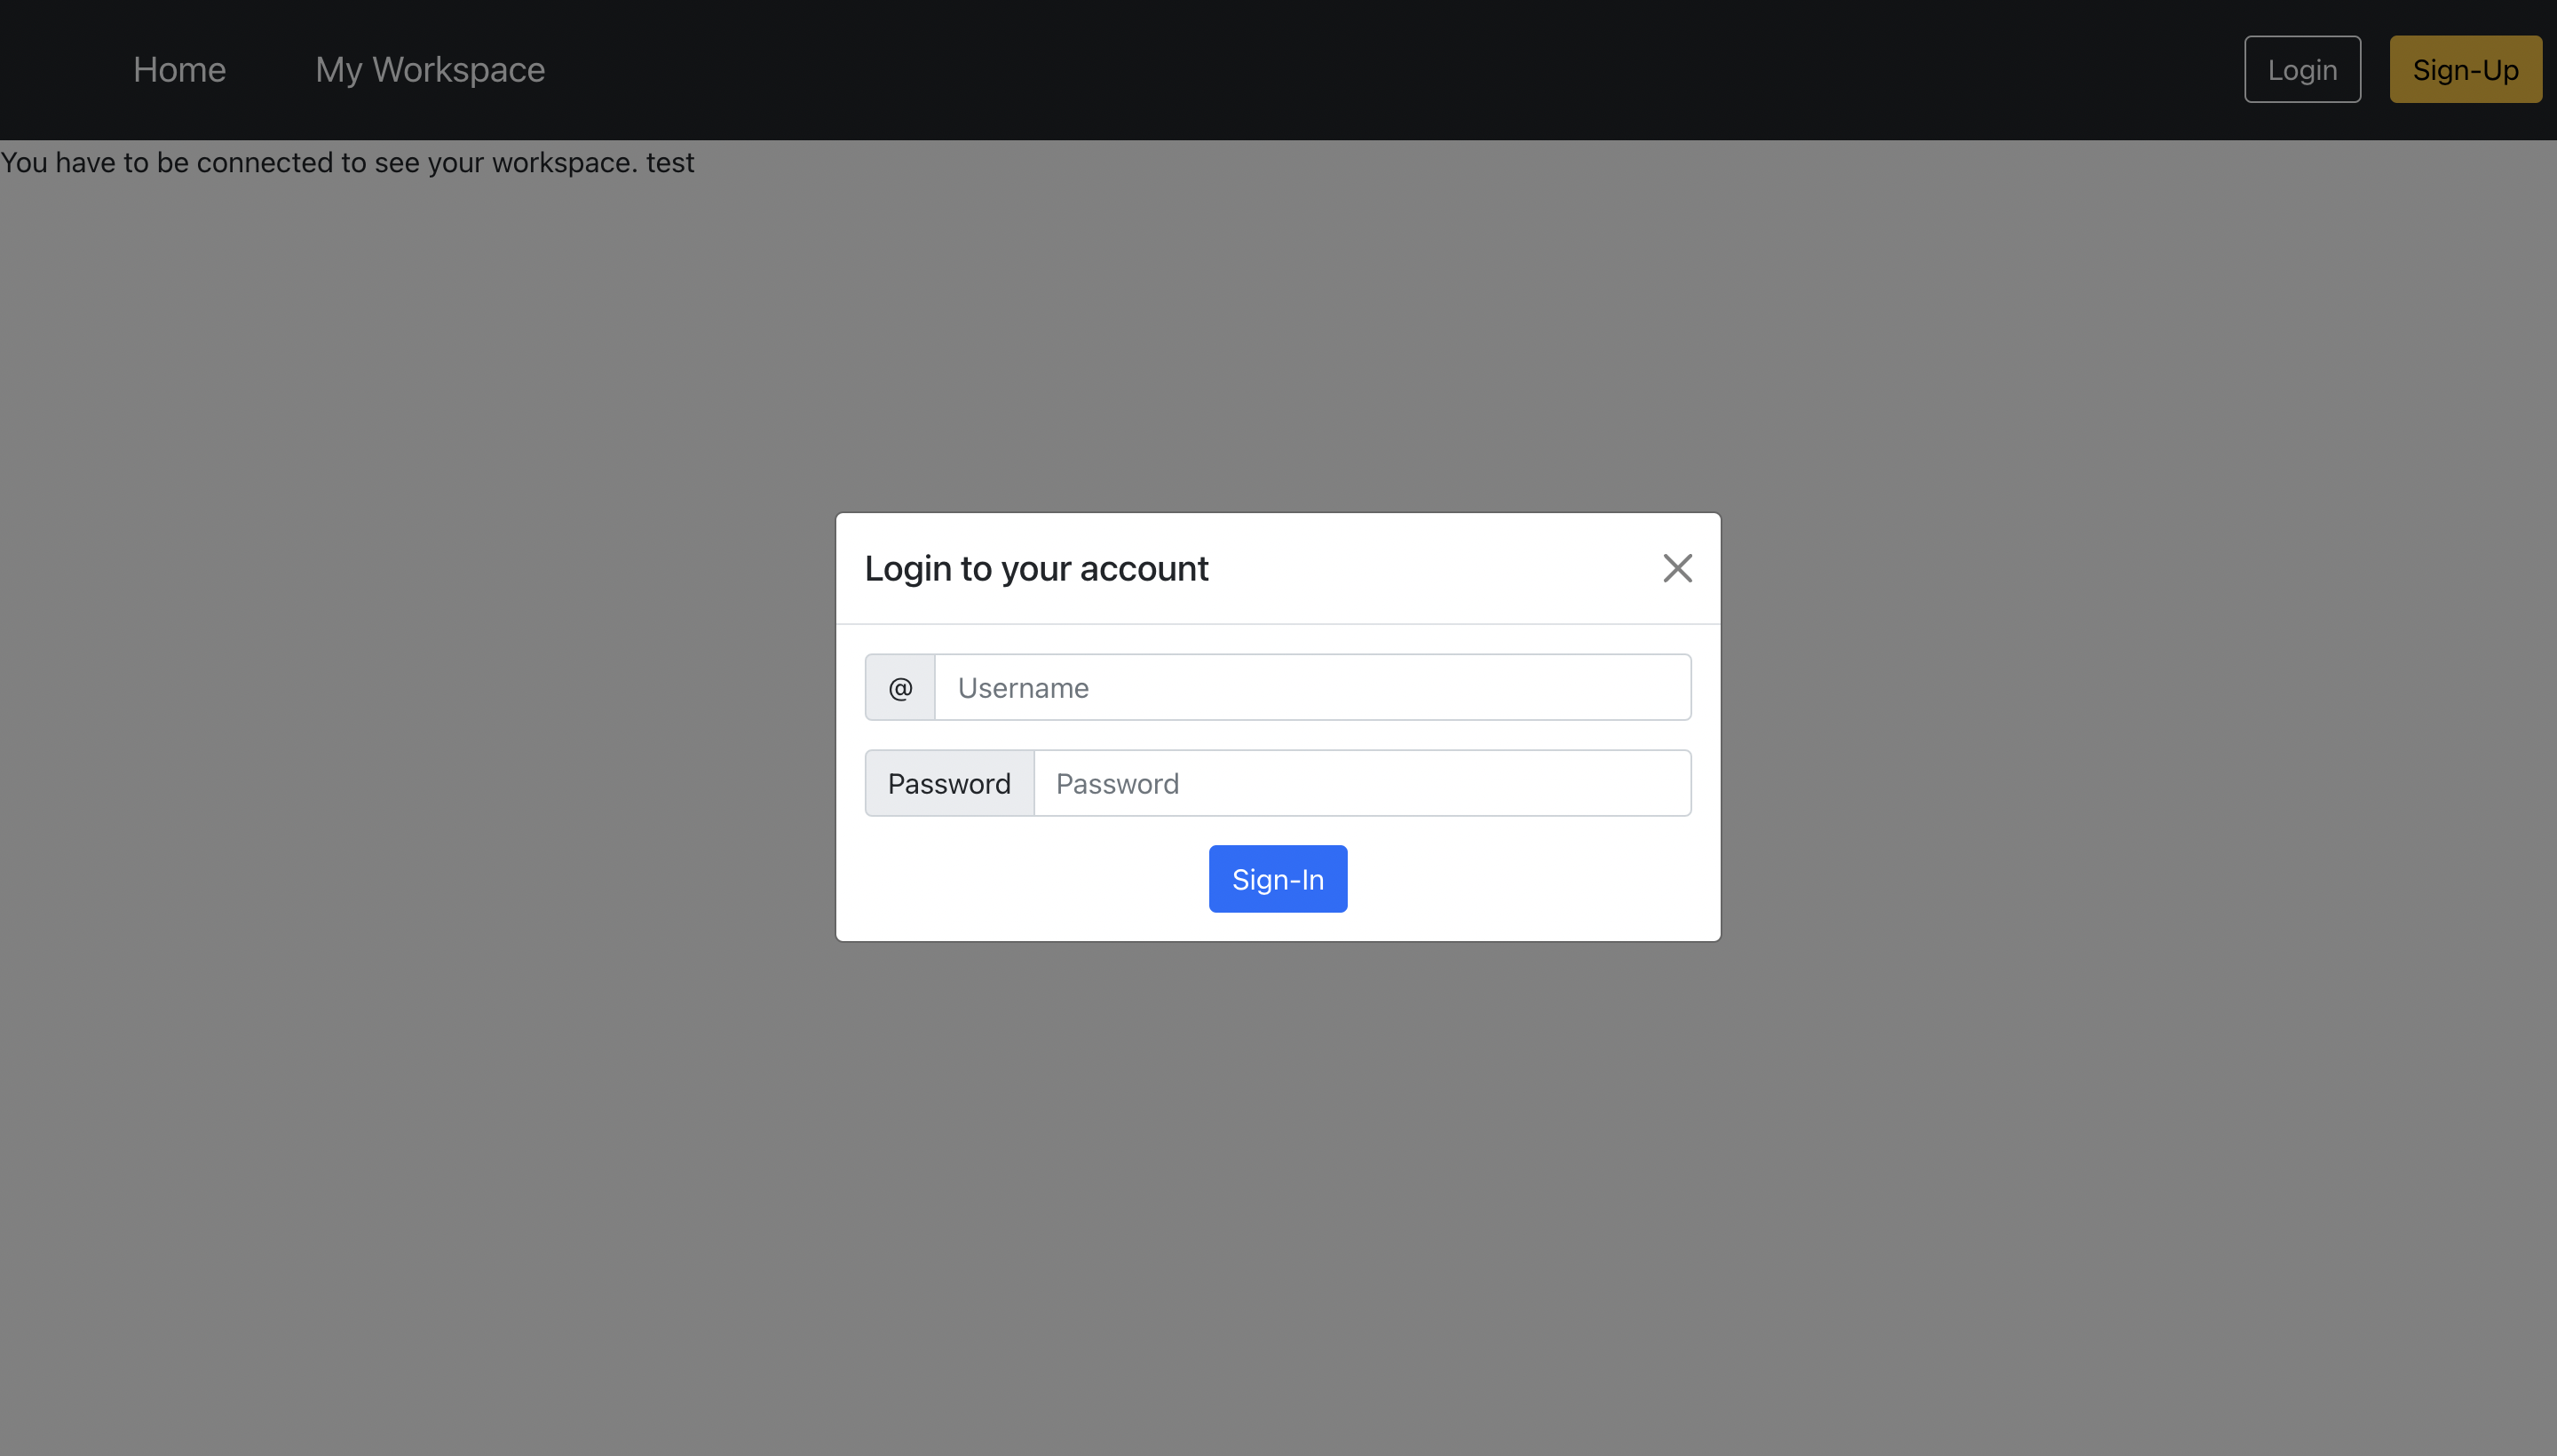 Home My Workspace Login Sign-Up
You have to be connected to see your workspace. test
Login to your account
@ Username
Password Password
Sign-In